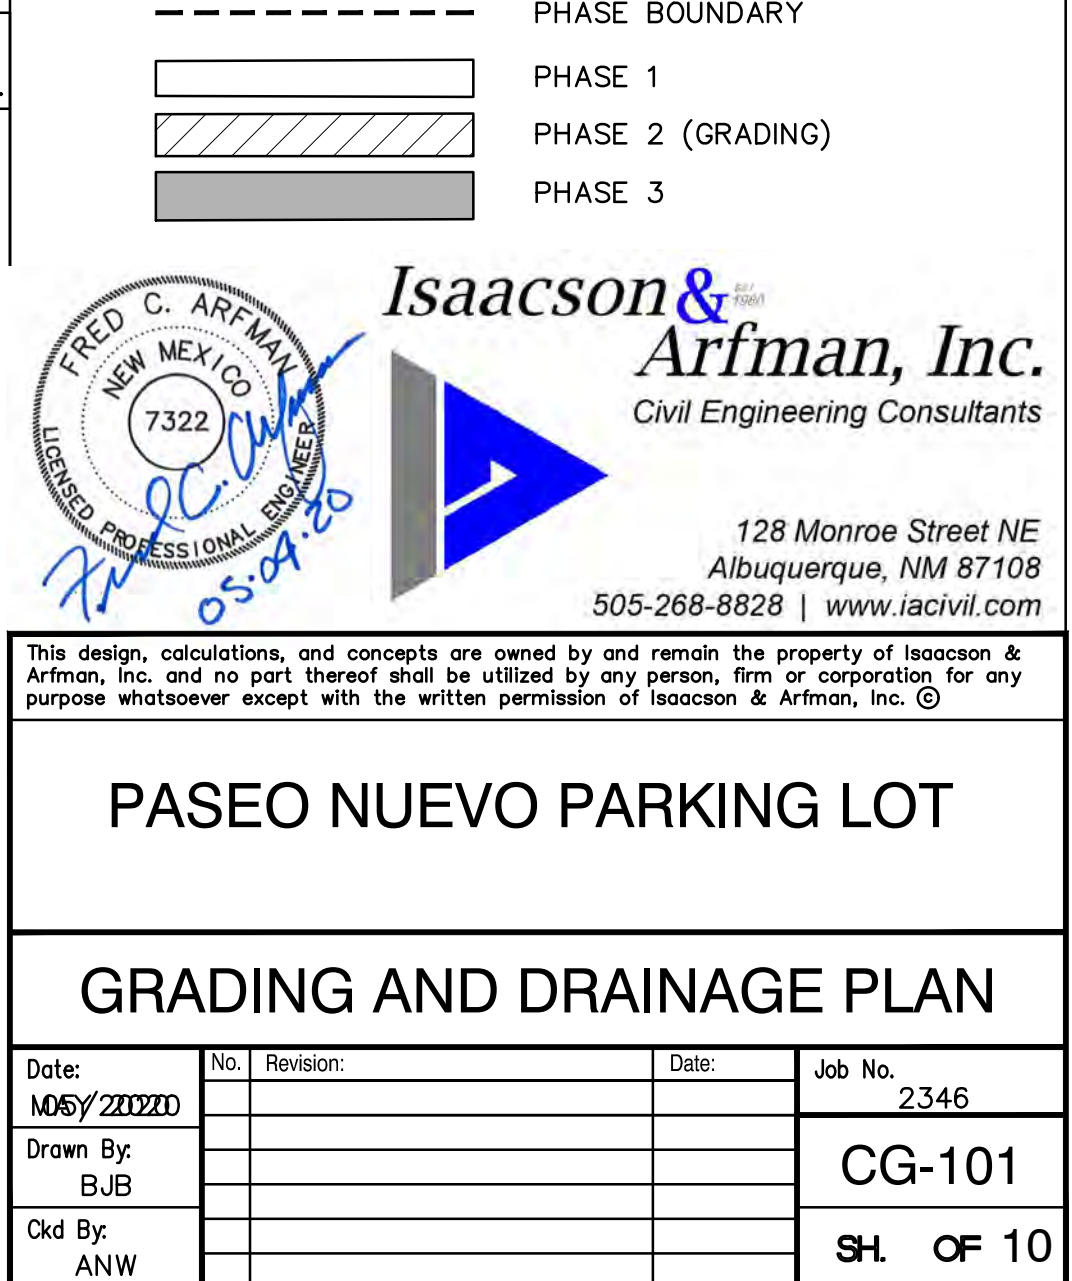 PHASE BOUNDARY
PHASE 1
PHASE 2 (GRADING)
PHASE 3
FRED C. ARFMAN
NEW MEXICO
7322
LICENSED PROFESSIONAL ENGINEER
Fred C. Arfman
05.04.20
Isaacson &
EST
1980
Arfman, Inc.
Civil Engineering Consultants
128 Monroe Street NE
Albuquerque, NM 87108
505-268-8828 | www.iacivil.com
This design, calculations, and concepts are owned by and remain the property of Isaacson &
Arfman, Inc. and no part thereof shall be utilized by any person, firm or corporation for any
purpose whatsoever except with the written permission of Isaacson & Arfman, Inc. ©
PASEO NUEVO PARKING LOT
GRADING AND DRAINAGE PLAN
Date:
No. Revision: Date:
Job No.
2346
Drawn By:
BJB
CG-101
Ckd By:
ANW
SH. OF 10